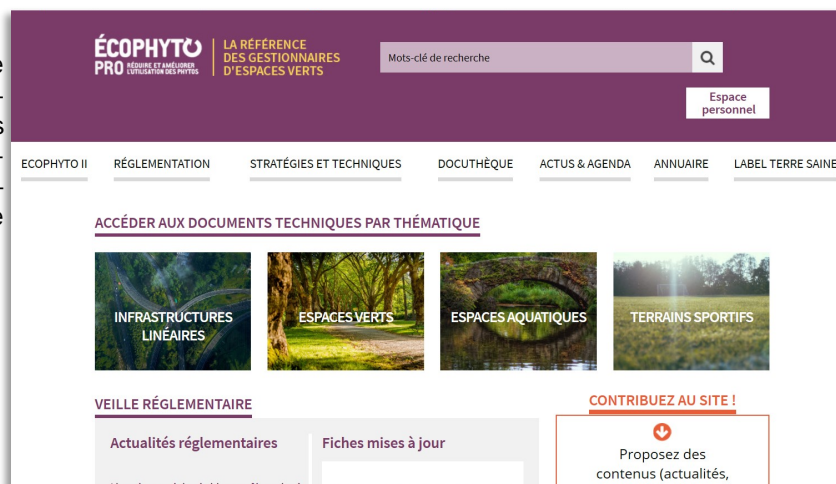 ÉCOPHYTO
PRO RÉDUIRE ET AMÉLIORER
L'UTILISATION DES PHYTOS
LA RÉFÉRENCE
DES GESTIONNAIRES
D'ESPACES VERTS
Mots-clé de recherche
Espace
personnel
ECOPHYTO II RÉGLEMENTATION STRATÉGIES ET TECHNIQUES DOCUTHÈQUE ACTUS & AGENDA ANNUAIRE LABEL TERRE SAINE
ACCÉDER AUX DOCUMENTS TECHNIQUES PAR THÉMATIQUE
INFRASTRUCTURES
LINÉAIRES
ESPACES VERTS
ESPACES AQUATIQUES
TERRAINS SPORTIFS
VEILLE RÉGLEMENTAIRE
Actualités réglementaires
Fiches mises à jour
CONTRIBUEZ AU SITE !
Proposez des
contenus (actualités,